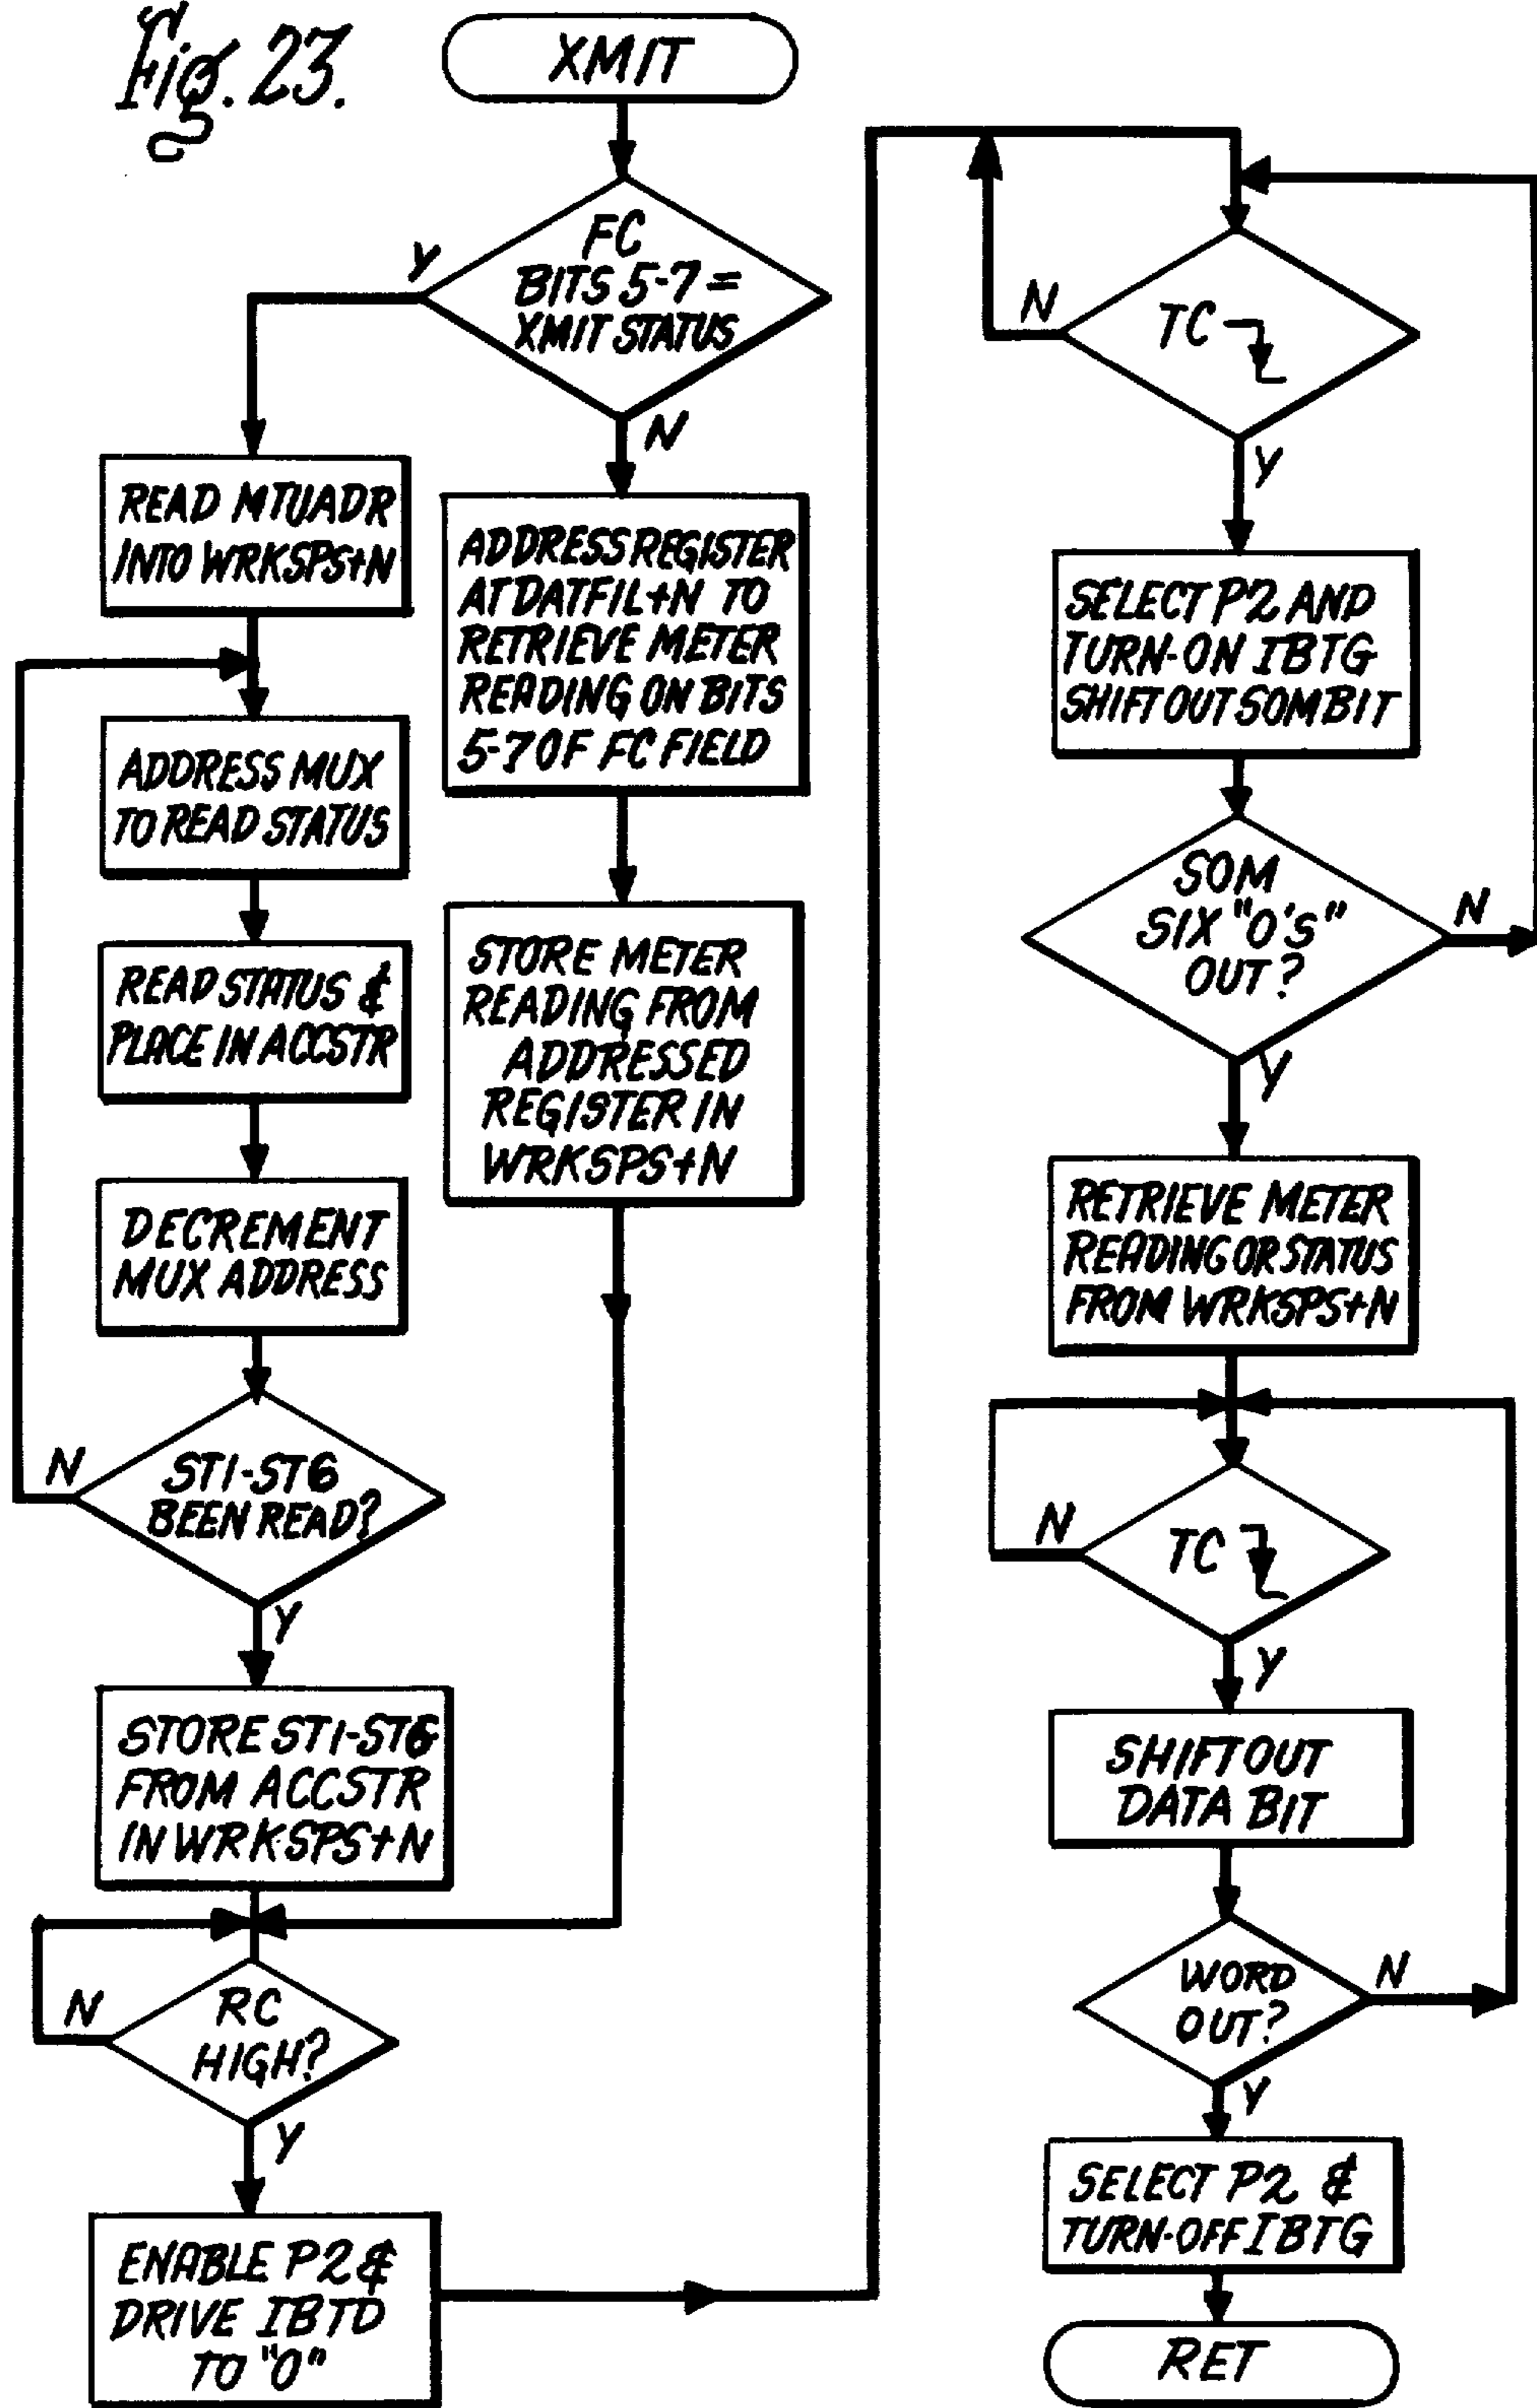 Fig. 23.
XMIT
FC
BITS 5-7 =
XMIT STATUS
Y
N
READ MTUADR
INTO WRKSPS+N
ADDRESS MUX
TO READ STATUS
READ STATUS &
PLACE IN ACCSTR
DECREMENT
MUX ADDRESS
ST1-ST6
BEEN READ?
N
Y
STORE ST1-ST6
FROM ACCSTR
IN WRKSPS+N
RC
HIGH?
N
Y
ENABLE P2 &
DRIVE IBTD
TO "0"
ADDRESS REGISTER
AT DATFIL+N TO
RETRIEVE METER
READING ON BITS
5-7 OF FC FIELD
STORE METER
READING FROM
ADDRESSED
REGISTER IN
WRKSPS+N
TC
N
Y
SELECT P2 AND
TURN-ON IBTG
SHIFT OUT SOM BIT
SOM
SIX "0'S"
OUT?
N
Y
RETRIEVE METER
READING OR STATUS
FROM WRKSPS+N
TC
N
Y
SHIFT OUT
DATA BIT
WORD
OUT?
N
Y
SELECT P2 &
TURN-OFF IBTG
RET